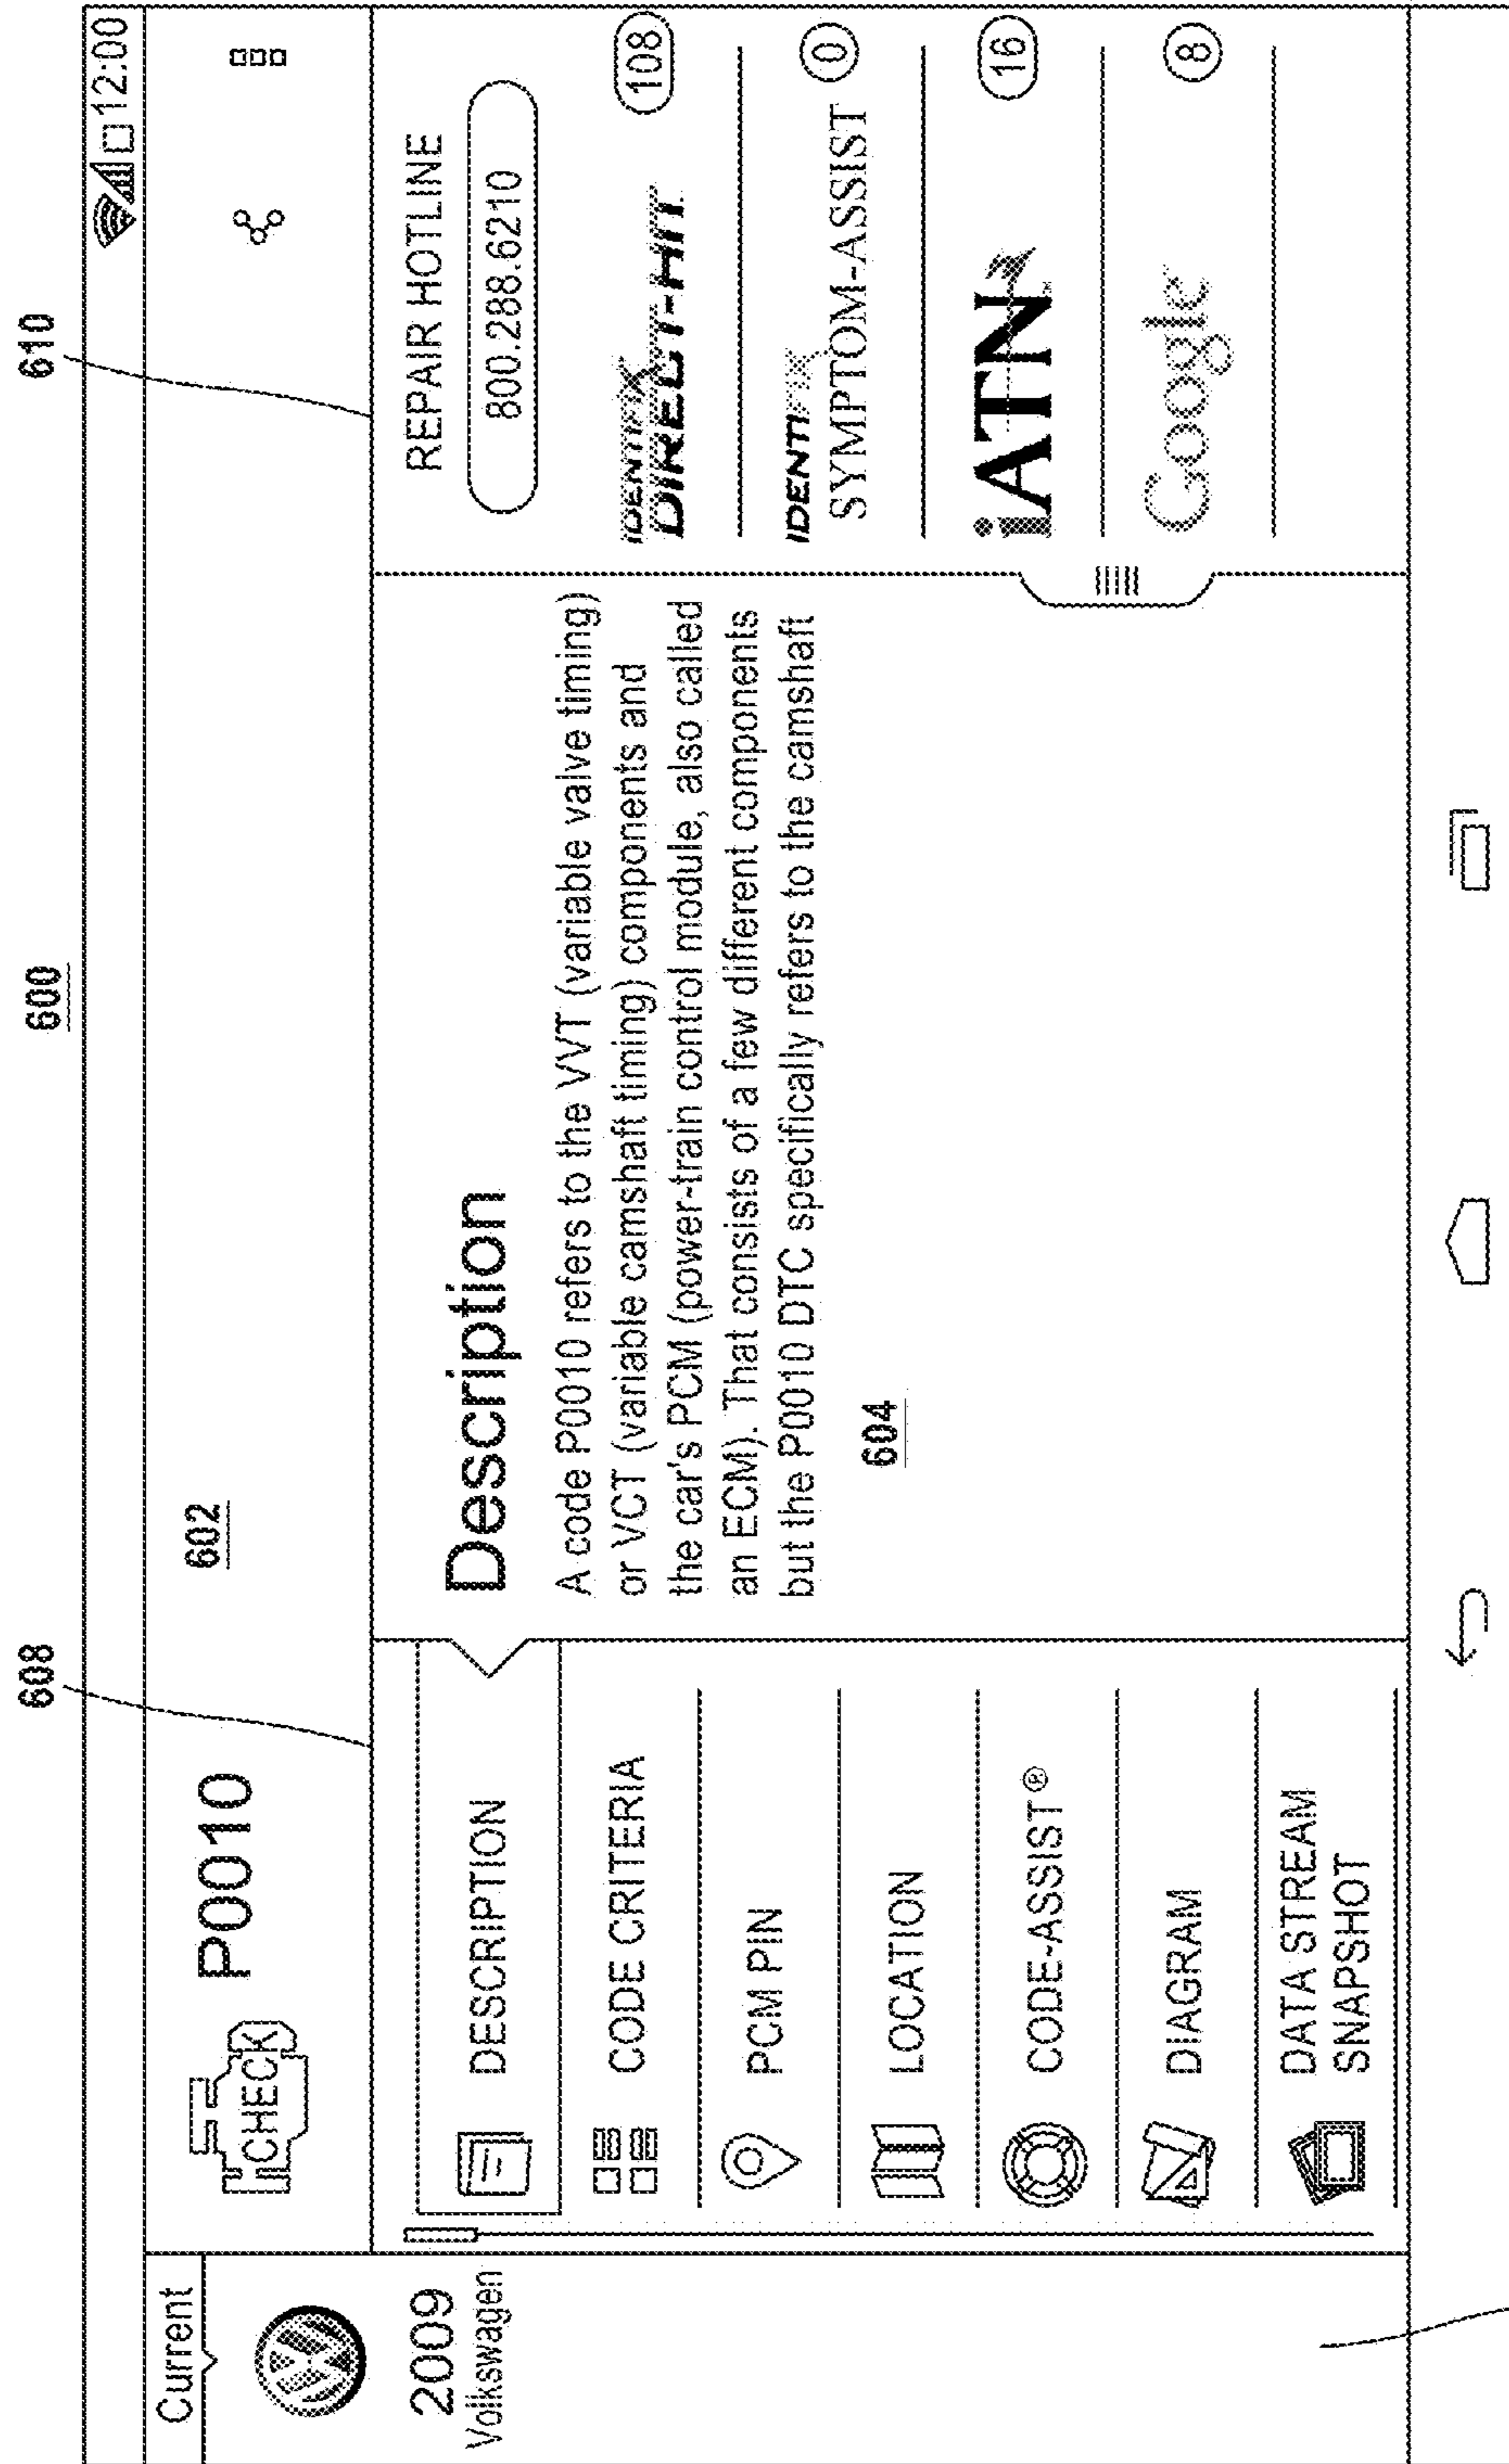 600
608
610
12:00
Current
2009
Volkswagen
CHECK
P0010
602
DESCRIPTION
CODE CRITERIA
PCM PIN
LOCATION
CODE-ASSIST®
DIAGRAM
DATA STREAM
SNAPSHOT
Description
A code P0010 refers to the VVT (variable valve timing)
or VCT (variable camshaft timing) components and
the car's PCM (power-train control module, also called
an ECM). That consists of a few different components
but the P0010 DTC specifically refers to the camshaft
604
REPAIR HOTLINE
800.288.6210
IDENTIFIX
DIRECT-HIT 108
IDENTIFIX
SYMPTOM-ASSIST 0
iATN 16
Google 8